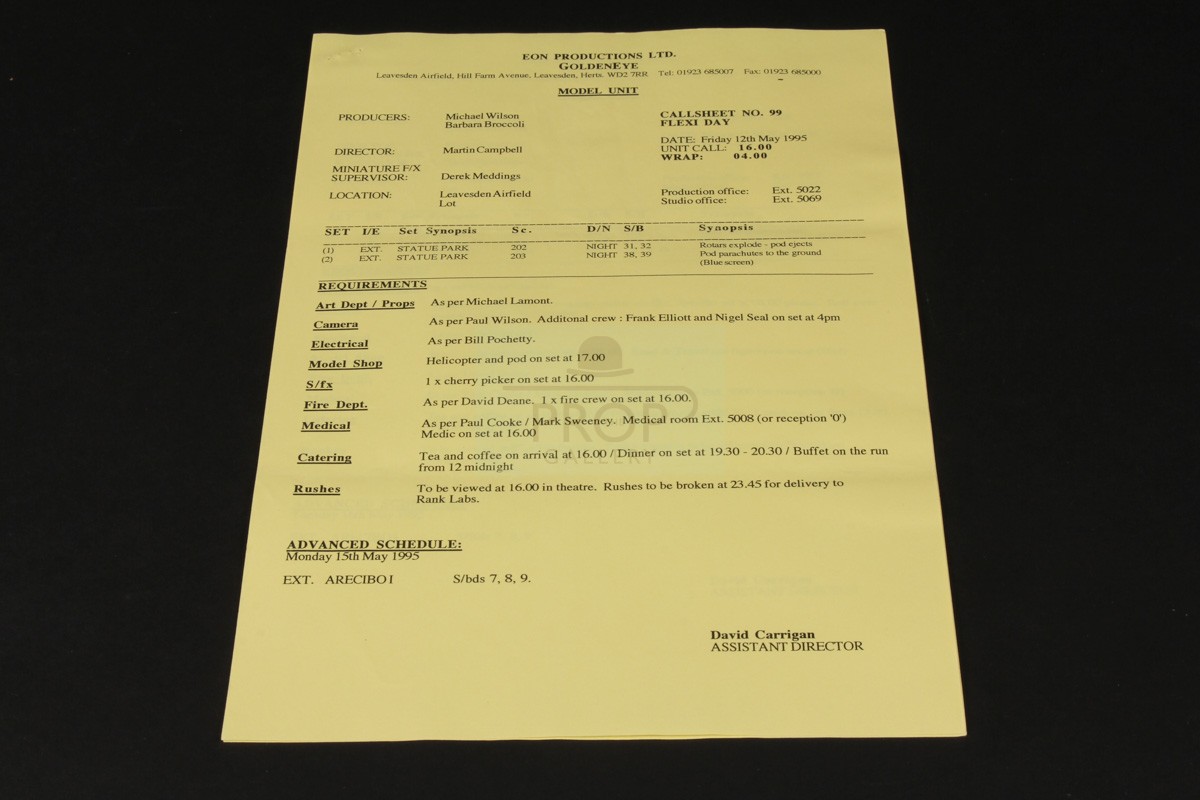 EON PRODUCTIONS LTD.
GOLDENEYE
Leavesden Airfield, Hill Farm Avenue, Leavesden, Herts. WD2 7RR Tel: 01923 685007 Fax: 01923 685000
MODEL UNIT
PRODUCERS: Michael Wilson
Barbara Broccoli
CALLSHEET NO. 99
FLEXI DAY
DATE: Friday 12th May 1995
DIRECTOR: Martin Campbell
UNIT CALL: 16.00
WRAP: 04.00
MINIATURE F/X
SUPERVISOR: Derek Meddings
LOCATION: Leavesden Airfield
Lot
Production office: Ext. 5022
Studio office: Ext. 5069
SET I/E Set Synopsis Sc. D/N S/B Synopsis
(1) EXT. STATUE PARK 202 NIGHT 31, 32 Rotars explode - pod ejects
(2) EXT. STATUE PARK 203 NIGHT 38, 39 Pod parachutes to the ground
(Blue screen)
REQUIREMENTS
Art Dept / Props As per Michael Lamont.
Camera As per Paul Wilson. Additonal crew : Frank Elliott and Nigel Seal on set at 4pm
Electrical As per Bill Pochetty.
Model Shop Helicopter and pod on set at 17.00
S/fx 1 x cherry picker on set at 16.00
Fire Dept. As per David Deane. 1 x fire crew on set at 16.00.
Medical As per Paul Cooke / Mark Sweeney. Medical room Ext. 5008 (or reception '0')
Medic on set at 16.00
Catering Tea and coffee on arrival at 16.00 / Dinner on set at 19.30 - 20.30 / Buffet on the run
from 12 midnight
Rushes To be viewed at 16.00 in theatre. Rushes to be broken at 23.45 for delivery to
Rank Labs.
ADVANCED SCHEDULE:
Monday 15th May 1995
EXT. ARECIBO I S/bds 7, 8, 9.
David Carrigan
ASSISTANT DIRECTOR
PROP
GALLERY